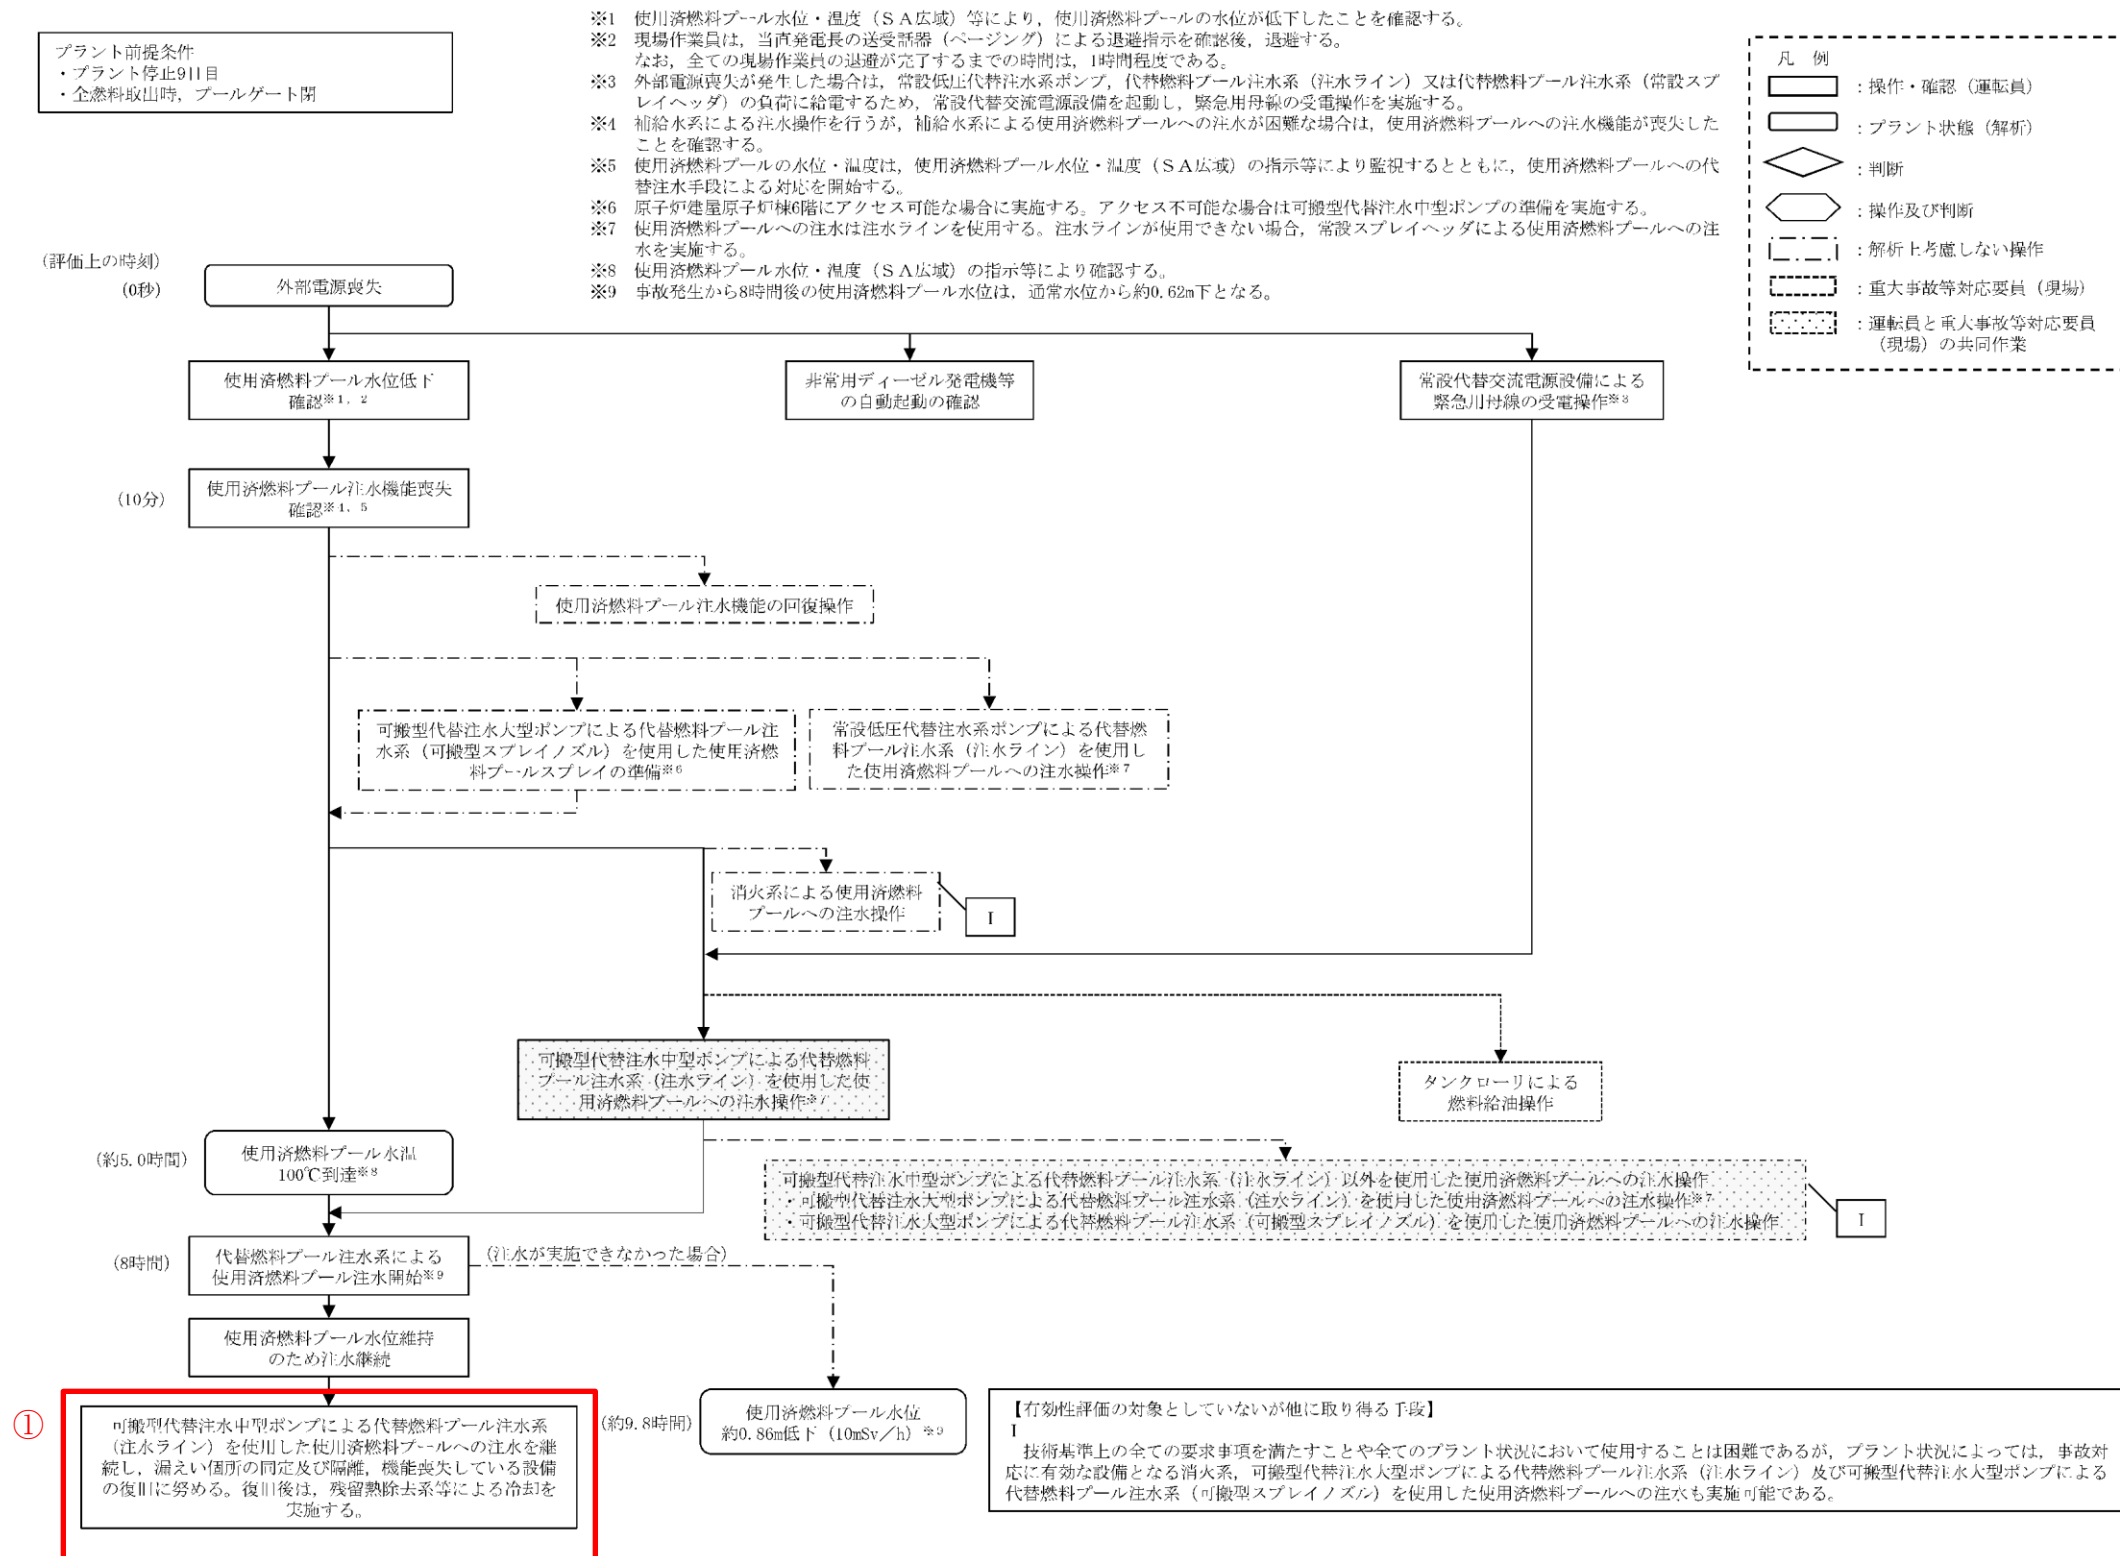 ※1 使用済燃料プール水位・温度（ＳＡ広域）等により，使用済燃料プールの水位が低下したことを確認する。
※2 現場作業員は，当直発電長の送受話器（ページング）による退避指示を確認後，退避する。
なお，全ての現場作業員の退避が完了するまでの時間は，1時間程度である。
※3 外部電源喪失が発生した場合は，常設低圧代替注水系ポンプ，代替燃料プール注水系（注水ライン）又は代替燃料プール注水系（常設スプ
レイヘッダ）の負荷に給電するため，常設代替交流電源設備を起動し，緊急用母線の受電操作を実施する。
※4 補給水系による注水操作を行うが，補給水系による使用済燃料プールへの注水が困難な場合は，使用済燃料プールへの注水機能が喪失した
ことを確認する。
※5 使用済燃料プールの水位・温度は，使用済燃料プール水位・温度（ＳＡ広域）の指示等により監視するとともに，使用済燃料プールへの代
替注水手段による対応を開始する。
※6 原子炉建屋原子炉棟6階にアクセス可能な場合に実施する。アクセス不可能な場合は可搬型代替注水中型ポンプの準備を実施する。
※7 使用済燃料プールへの注水は注水ラインを使用する。注水ラインが使用できない場合，常設スプレイヘッダによる使用済燃料プールへの注
水を実施する。
※8 使用済燃料プール水位・温度（ＳＡ広域）の指示等により確認する。
※9 事故発生から8時間後の使用済燃料プール水位は，通常水位から約0.62m下となる。
プラント前提条件
・プラント停止9日目
・全燃料取出時，プールゲート閉
凡 例
：操作・確認（運転員）
：プラント状態（解析）
：判断
：操作及び判断
：解析上考慮しない操作
：重大事故等対応要員（現場）
：運転員と重大事故等対応要員
（現場）の共同作業
（評価上の時刻）
（0秒）
外部電源喪失
使用済燃料プール水位低下
確認※1，2
非常用ディーゼル発電機等
の自動起動の確認
常設代替交流電源設備による
緊急用母線の受電操作※3
（10分）
使用済燃料プール注水機能喪失
確認※4，5
使用済燃料プール注水機能の回復操作
可搬型代替注水大型ポンプによる代替燃料プール注
水系（可搬型スプレイノズル）を使用した使用済燃
料プールスプレイの準備※6
常設低圧代替注水系ポンプによる代替燃
料プール注水系（注水ライン）を使用し
た使用済燃料プールへの注水操作※7
消火系による使用済燃料
プールへの注水操作
Ｉ
可搬型代替注水中型ポンプによる代替燃料
プール注水系（注水ライン）を使用した使
用済燃料プールへの注水操作※7
タンクローリによる
燃料給油操作
（約5.0時間）
使用済燃料プール水温
100℃到達※8
可搬型代替注水中型ポンプによる代替燃料プール注水系（注水ライン）以外を使用した使用済燃料プールへの注水操作
・可搬型代替注水大型ポンプによる代替燃料プール注水系（注水ライン）を使用した使用済燃料プールへの注水操作※7
・可搬型代替注水大型ポンプによる代替燃料プール注水系（可搬型スプレイノズル）を使用した使用済燃料プールへの注水操作
Ｉ
（8時間）
代替燃料プール注水系による
使用済燃料プール注水開始※9
（注水が実施できなかった場合）
使用済燃料プール水位維持
のため注水継続
①
可搬型代替注水中型ポンプによる代替燃料プール注水系
（注水ライン）を使用した使用済燃料プールへの注水を継
続し，漏えい個所の同定及び隔離，機能喪失している設備
の復旧に努める。復旧後は，残留熱除去系等による冷却を
実施する。
（約9.8時間）
使用済燃料プール水位
約0.86m低下（10mSv／h）※9
【有効性評価の対象としていないが他に取り得る手段】
Ｉ
技術基準上の全ての要求事項を満たすことや全てのプラント状況において使用することは困難であるが，プラント状況によっては，事故対
応に有効な設備となる消火系，可搬型代替注水大型ポンプによる代替燃料プール注水系（注水ライン）及び可搬型代替注水大型ポンプによる
代替燃料プール注水系（可搬型スプレイノズル）を使用した使用済燃料プールへの注水も実施可能である。